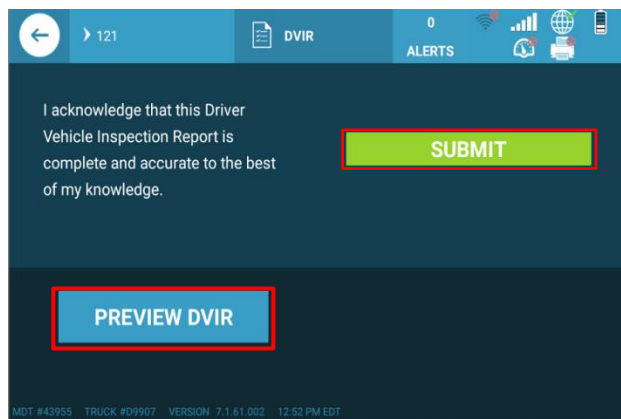 121
DVIR
0
ALERTS
I acknowledge that this Driver
Vehicle Inspection Report is
complete and accurate to the best
of my knowledge.
SUBMIT
PREVIEW DVIR
MDT #43955 TRUCK #D9907 VERSION 7.1.61.002 12:52 PM EDT